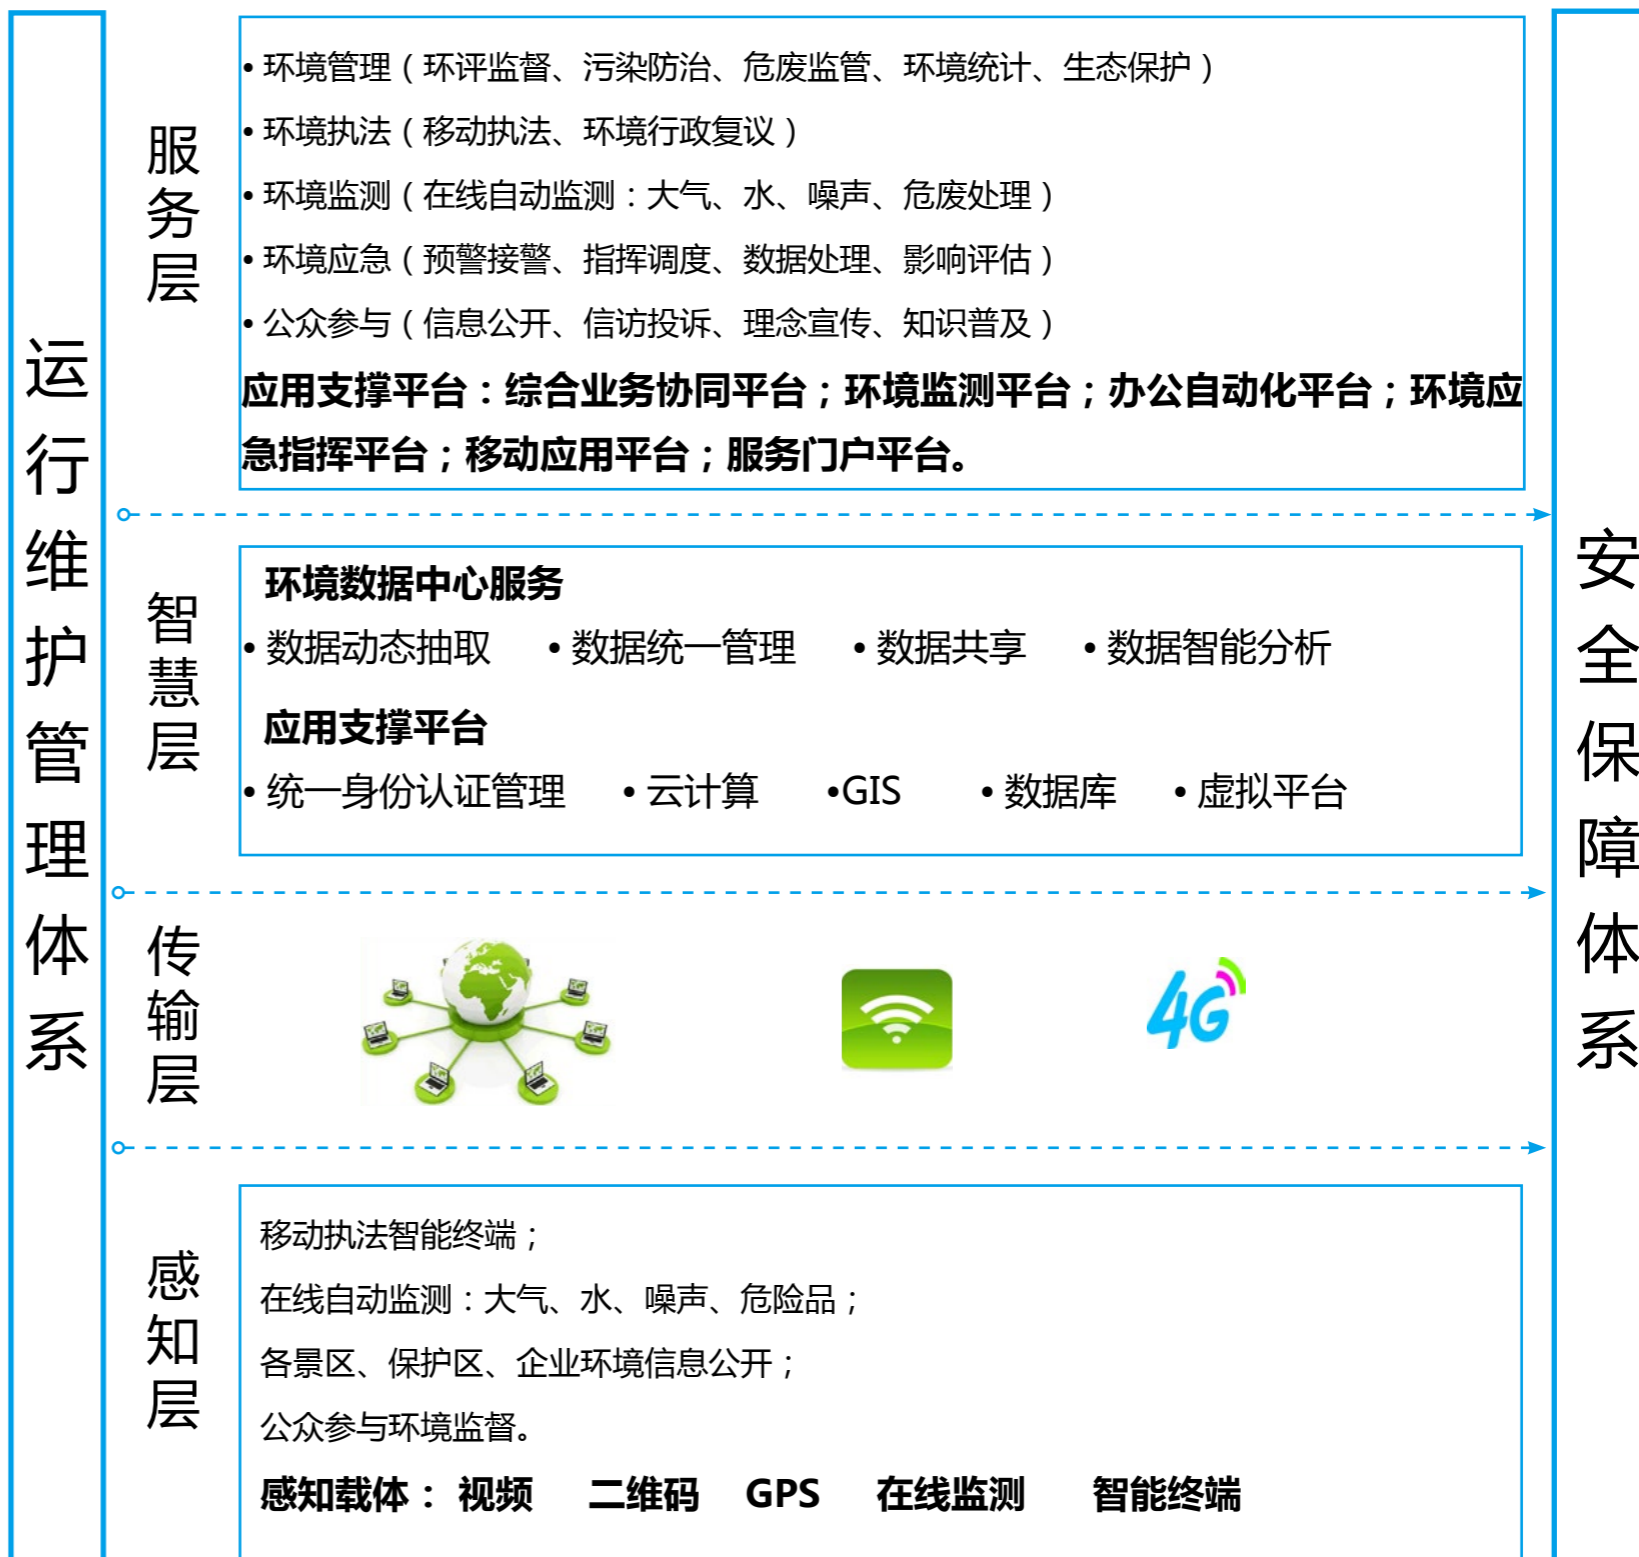 运行维护管理体系
服务层
• 环境管理（环评监督、污染防治、危废监管、环境统计、生态保护）
• 环境执法（移动执法、环境行政复议）
• 环境监测（在线自动监测：大气、水、噪声、危废处理）
• 环境应急（预警接警、指挥调度、数据处理、影响评估）
• 公众参与（信息公开、信访投诉、理念宣传、知识普及）
应用支撑平台：综合业务协同平台；环境监测平台；办公自动化平台；环境应
急指挥平台；移动应用平台；服务门户平台。
智慧层
环境数据中心服务
• 数据动态抽取 • 数据统一管理 • 数据共享 • 数据智能分析
应用支撑平台
• 统一身份认证管理 • 云计算 •GIS • 数据库 • 虚拟平台
传输层
4G
感知层
移动执法智能终端；
在线自动监测：大气、水、噪声、危险品；
各景区、保护区、企业环境信息公开；
公众参与环境监督。
感知载体： 视频 二维码 GPS 在线监测 智能终端
安全保障体系